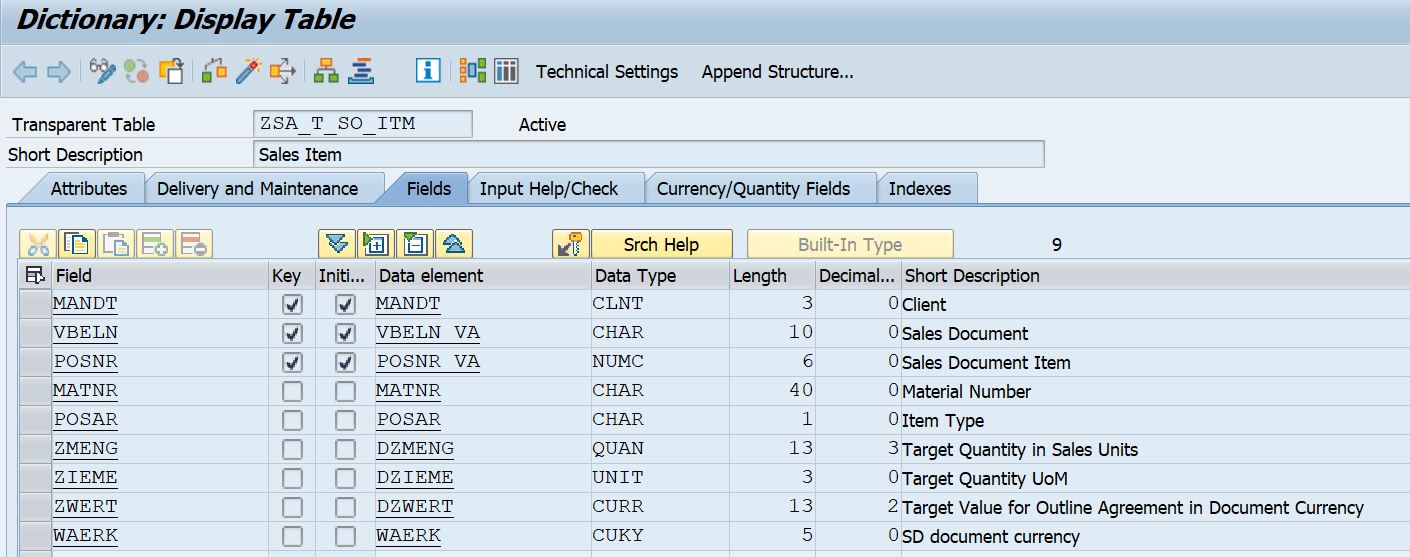 Dictionary: Display Table
Technical Settings Append Structure...
Transparent Table ZSA_T_SO_ITM Active
Short Description Sales Item
Attributes Delivery and Maintenance Fields Input Help/Check Currency/Quantity Fields Indexes
Srch Help Built-In Type 9
Field Key Initi... Data element Data Type Length Decimal... Short Description
MANDT MANDT CLNT 3 0 Client
VBELN VBELN_VA CHAR 10 0 Sales Document
POSNR POSNR_VA NUMC 6 0 Sales Document Item
MATNR MATNR CHAR 40 0 Material Number
POSAR POSAR CHAR 1 0 Item Type
ZMENG DZMENG QUAN 13 3 Target Quantity in Sales Units
ZIEME DZIEME UNIT 3 0 Target Quantity UoM
ZWERT DZWERT CURR 13 2 Target Value for Outline Agreement in Document Currency
WAERK WAERK CUKY 5 0 SD document currency